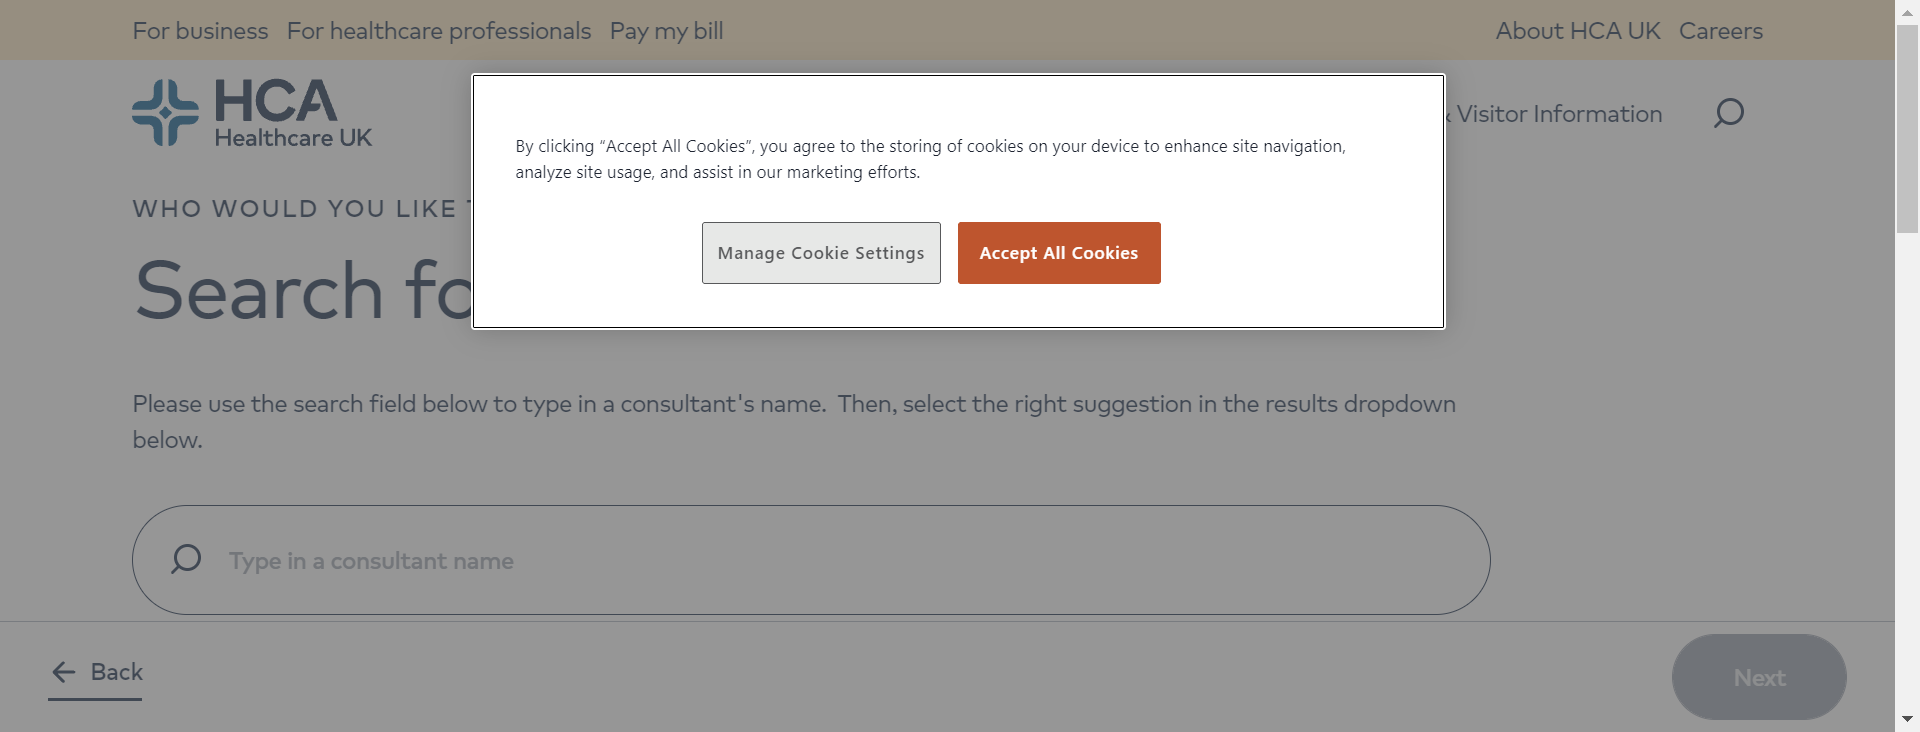 For business For healthcare professionals Pay my bill About HCA UK Careers
HCA
Healthcare UK
Visitor Information
By clicking “Accept All Cookies”, you agree to the storing of cookies on your device to enhance site navigation,
analyze site usage, and assist in our marketing efforts.
Manage Cookie Settings Accept All Cookies
WHO WOULD YOU LIKE
Search
Please use the search field below to type in a consultant's name. Then, select the right suggestion in the results dropdown
below.
Type in a consultant name
Back Next